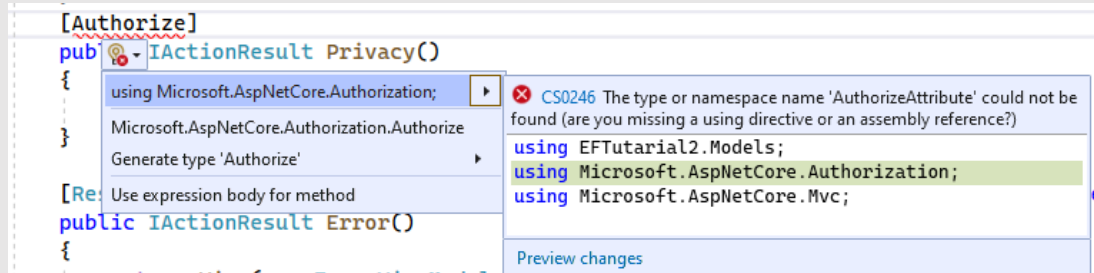 [Authorize]
public IActionResult Privacy()
{
using Microsoft.AspNetCore.Authorization;
Microsoft.AspNetCore.Authorization.Authorize
Generate type 'Authorize'
Use expression body for method
CS0246 The type or namespace name 'AuthorizeAttribute' could not be
found (are you missing a using directive or an assembly reference?)
using EFTutarial2.Models;
using Microsoft.AspNetCore.Authorization;
using Microsoft.AspNetCore.Mvc;
Preview changes
}
[Res
public IActionResult Error()
{